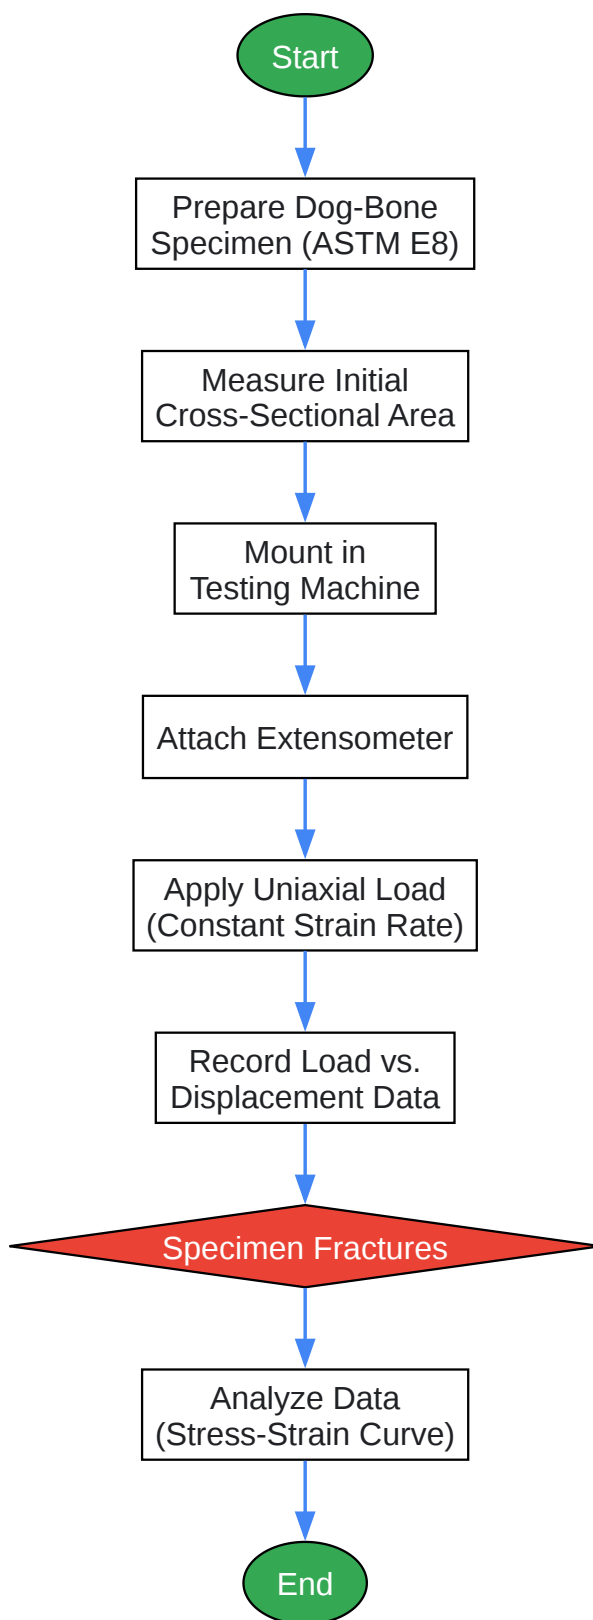 Start
Prepare Dog-Bone
Specimen (ASTM E8)
Measure Initial
Cross-Sectional Area
Mount in
Testing Machine
Attach Extensometer
Apply Uniaxial Load
(Constant Strain Rate)
Record Load vs.
Displacement Data
Specimen Fractures
Analyze Data
(Stress-Strain Curve)
End